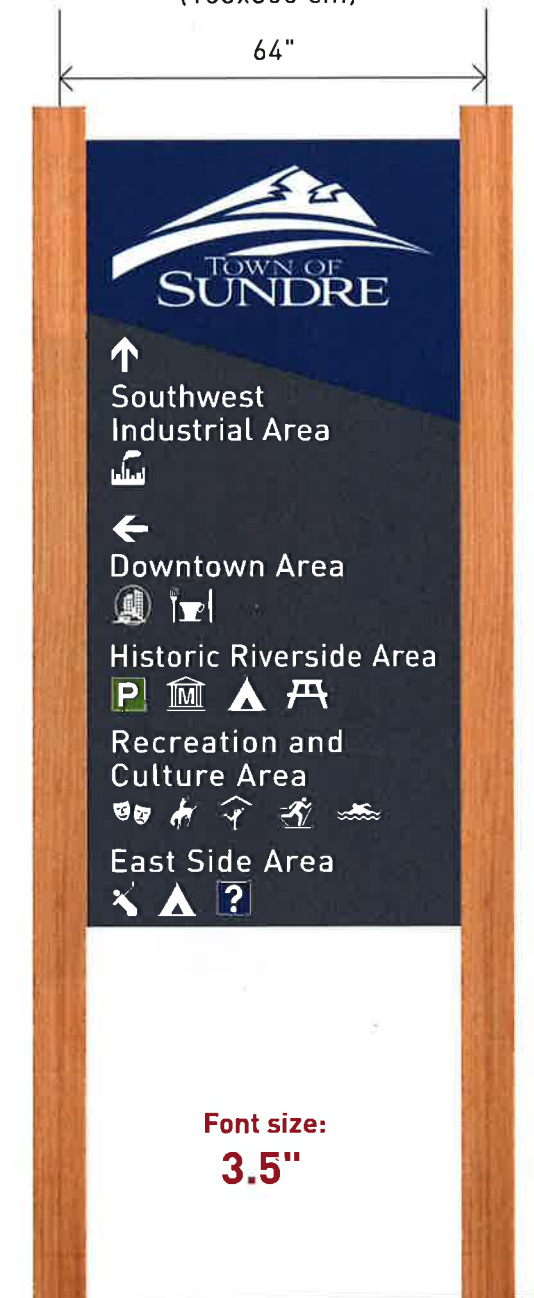 64"
TOWN OF
SUNDRE
Southwest
Industrial Area
Downtown Area
Historic Riverside Area
P M
Recreation and
Culture Area
East Side Area
?
Font size:
3.5"